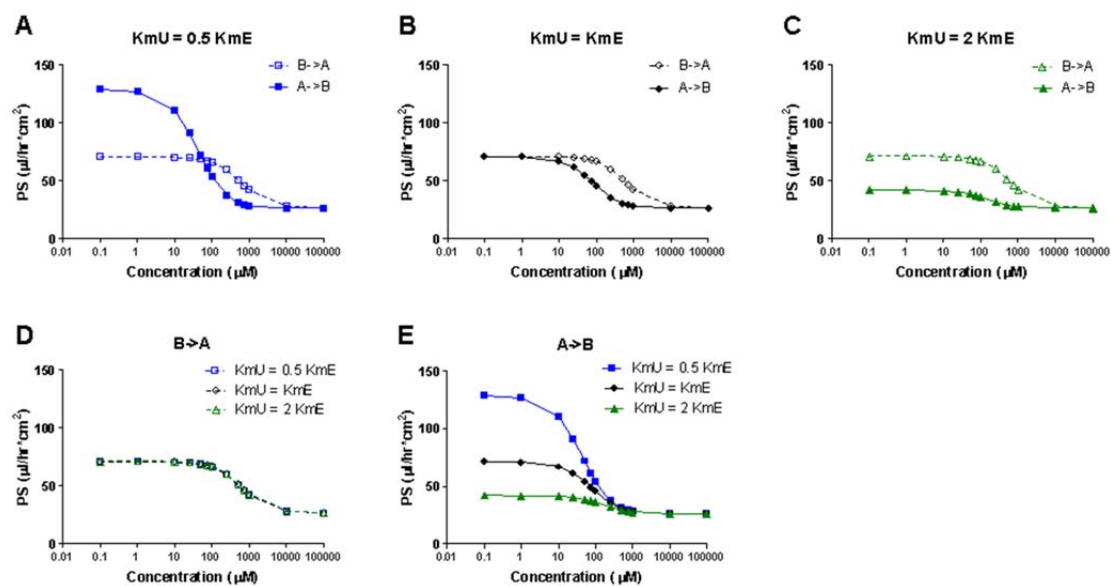 A
KmU = 0.5 KmE
B->A
A->B
PS (µl/hr*cm2)
150
100
50
0
0.01 0.1 1 10 100 1000 10000 100000
Concentration (µM)
B
KmU = KmE
B->A
A->B
PS (µl/hr*cm2)
150
100
50
0
0.01 0.1 1 10 100 1000 10000 100000
Concentration (µM)
C
KmU = 2 KmE
B->A
A->B
PS (µl/hr*cm2)
150
100
50
0
0.01 0.1 1 10 100 1000 10000 100000
Concentration (µM)
D
B->A
KmU = 0.5 KmE
KmU = KmE
KmU = 2 KmE
PS (µl/hr*cm2)
150
100
50
0
0.01 0.1 1 10 100 1000 10000 100000
Concentration (µM)
E
A->B
KmU = 0.5 KmE
KmU = KmE
KmU = 2 KmE
PS (µl/hr*cm2)
150
100
50
0
0.01 0.1 1 10 100 1000 10000 100000
Concentration (µM)